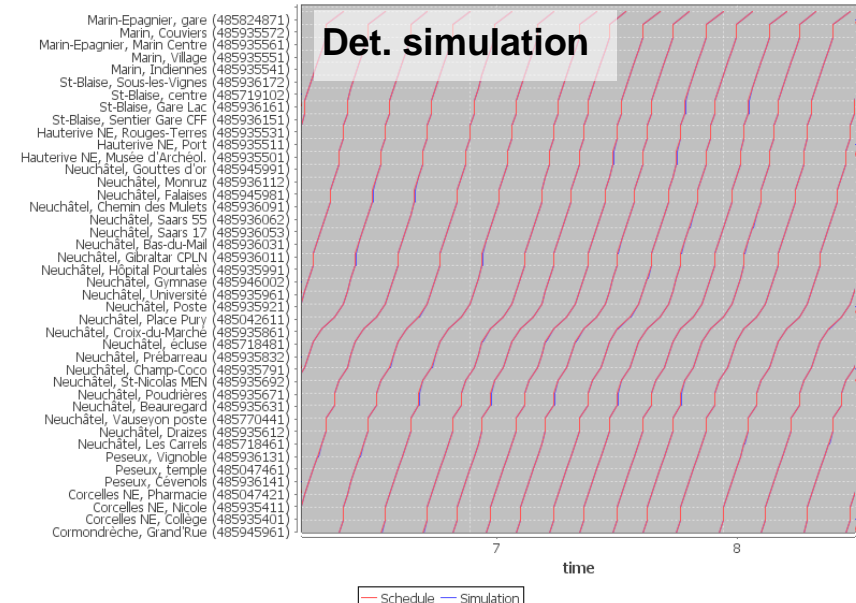 Det. simulation
Marin-Epagnier, gare (485824871)
Marin, Couviers (485935572)
Marin-Epagnier, Marin Centre (485935561)
Marin, Village (485935551)
Marin, Indiennes (485935541)
St-Blaise, Sous-les-Vignes (485936172)
St-Blaise, centre (485719102)
St-Blaise, Gare Lac (485936161)
St-Blaise, Sentier Gare CFF (485936151)
Hauterive NE, Rouges-Terres (485935531)
Hauterive NE, Port (485935511)
Hauterive NE, Musée d'Archéol. (485935501)
Neuchâtel, Gouttes d'or (485945991)
Neuchâtel, Monruz (485936112)
Neuchâtel, Falaises (485945981)
Neuchâtel, Chemin des Mulets (485936091)
Neuchâtel, Saars 55 (485936062)
Neuchâtel, Saars 17 (485936053)
Neuchâtel, Bas-du-Mail (485936031)
Neuchâtel, Gibraltar CPLN (485936011)
Neuchâtel, Hôpital Pourtalès (485935991)
Neuchâtel, Gymnase (485946002)
Neuchâtel, Université (485935961)
Neuchâtel, Poste (485935921)
Neuchâtel, Place Pury (485042611)
Neuchâtel, Croix-du-Marché (485935861)
Neuchâtel, écluse (485718481)
Neuchâtel, Prébarreau (485935832)
Neuchâtel, Champ-Coco (485935791)
Neuchâtel, St-Nicolas MEN (485935692)
Neuchâtel, Poudrières (485935671)
Neuchâtel, Beauregard (485935631)
Neuchâtel, Vauseyon poste (485770441)
Neuchâtel, Draizes (485935612)
Neuchâtel, Les Carrels (485718461)
Peseux, Vignoble (485936131)
Peseux, temple (485047461)
Peseux, Cévenols (485936141)
Corcelles NE, Pharmacie (485047421)
Corcelles NE, Nicole (485935411)
Corcelles NE, Collège (485935401)
Cormondrèche, Grand'Rue (485945961)
7 8
time
Schedule Simulation